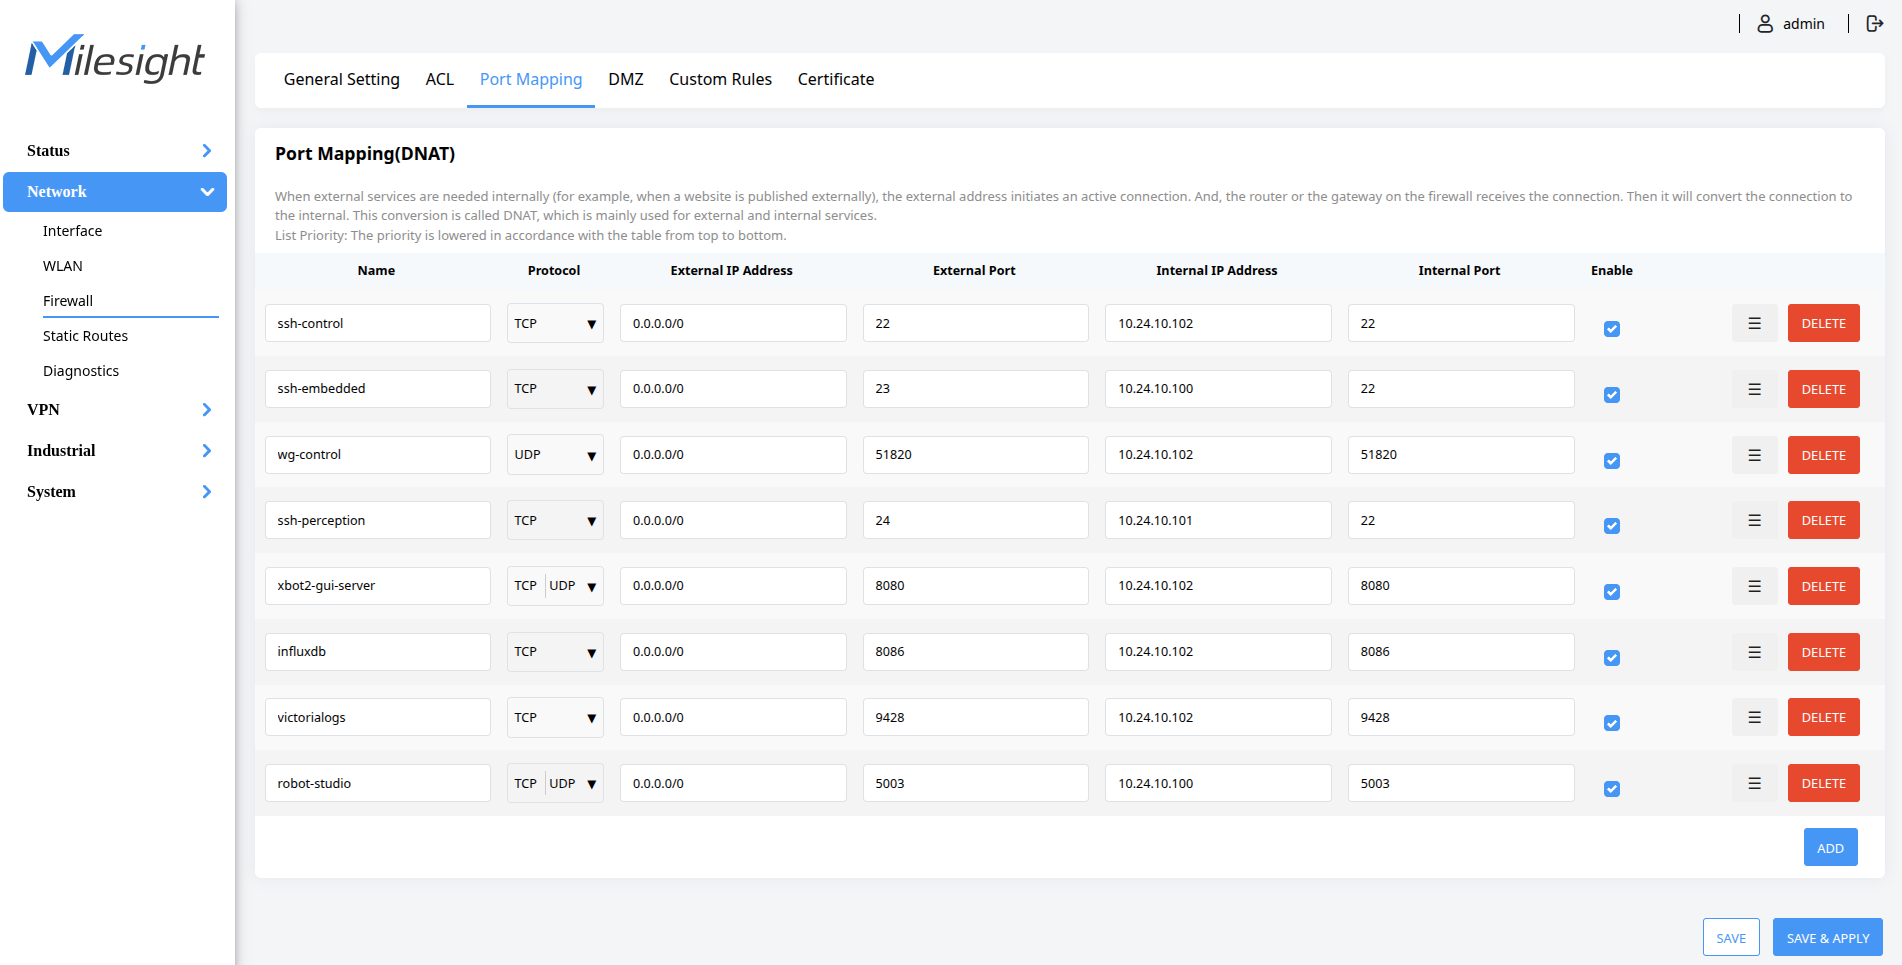 Milesight
admin
General Setting ACL Port Mapping DMZ Custom Rules Certificate
Status
Network
Interface
WLAN
Firewall
Static Routes
Diagnostics
VPN
Industrial
System
Port Mapping(DNAT)
When external services are needed internally (for example, when a website is published externally), the external address initiates an active connection. And, the router or the gateway on the firewall receives the connection. Then it will convert the connection to
the internal. This conversion is called DNAT, which is mainly used for external and internal services.
List Priority: The priority is lowered in accordance with the table from top to bottom.
Name Protocol External IP Address External Port Internal IP Address Internal Port Enable
ssh-control TCP 0.0.0.0/0 22 10.24.10.102 22 DELETE
ssh-embedded TCP 0.0.0.0/0 23 10.24.10.100 22 DELETE
wg-control UDP 0.0.0.0/0 51820 10.24.10.102 51820 DELETE
ssh-perception TCP 0.0.0.0/0 24 10.24.10.101 22 DELETE
xbot2-gui-server TCP UDP 0.0.0.0/0 8080 10.24.10.102 8080 DELETE
influxdb TCP 0.0.0.0/0 8086 10.24.10.102 8086 DELETE
victorialogs TCP 0.0.0.0/0 9428 10.24.10.102 9428 DELETE
robot-studio TCP UDP 0.0.0.0/0 5003 10.24.10.100 5003 DELETE
ADD
SAVE SAVE & APPLY